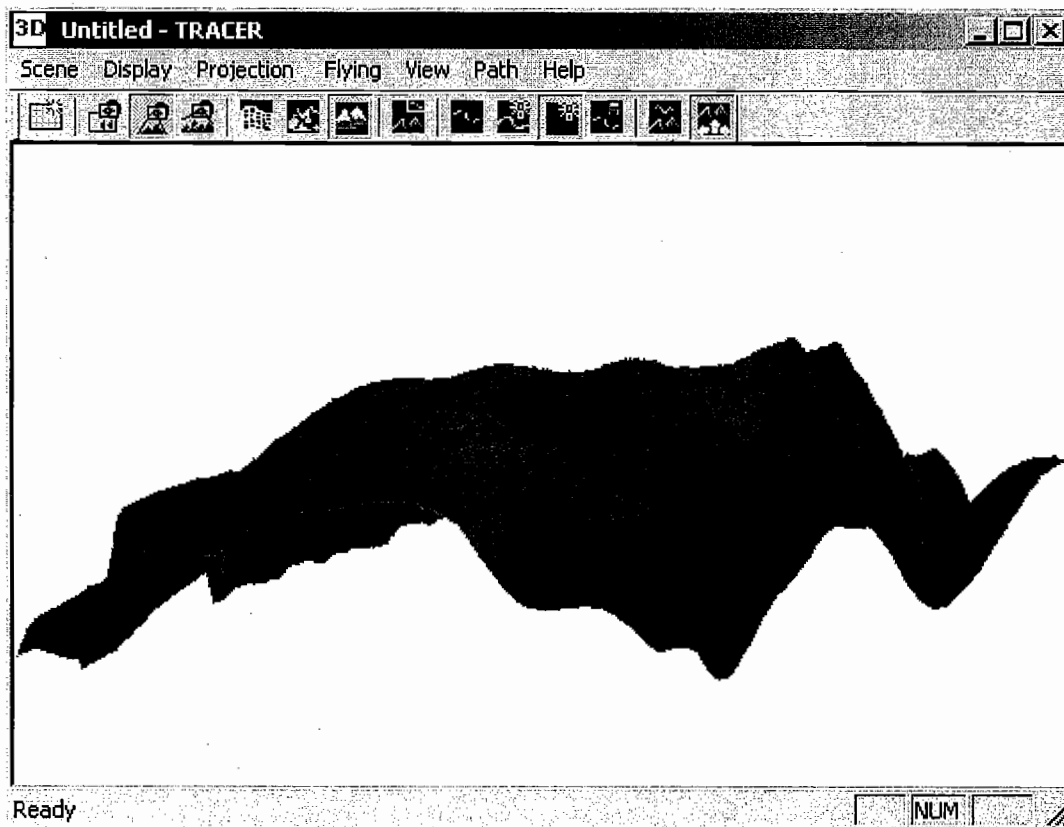 3D Untitled - TRACER
Scene Display Projection Flying View Path Help
Ready NUM